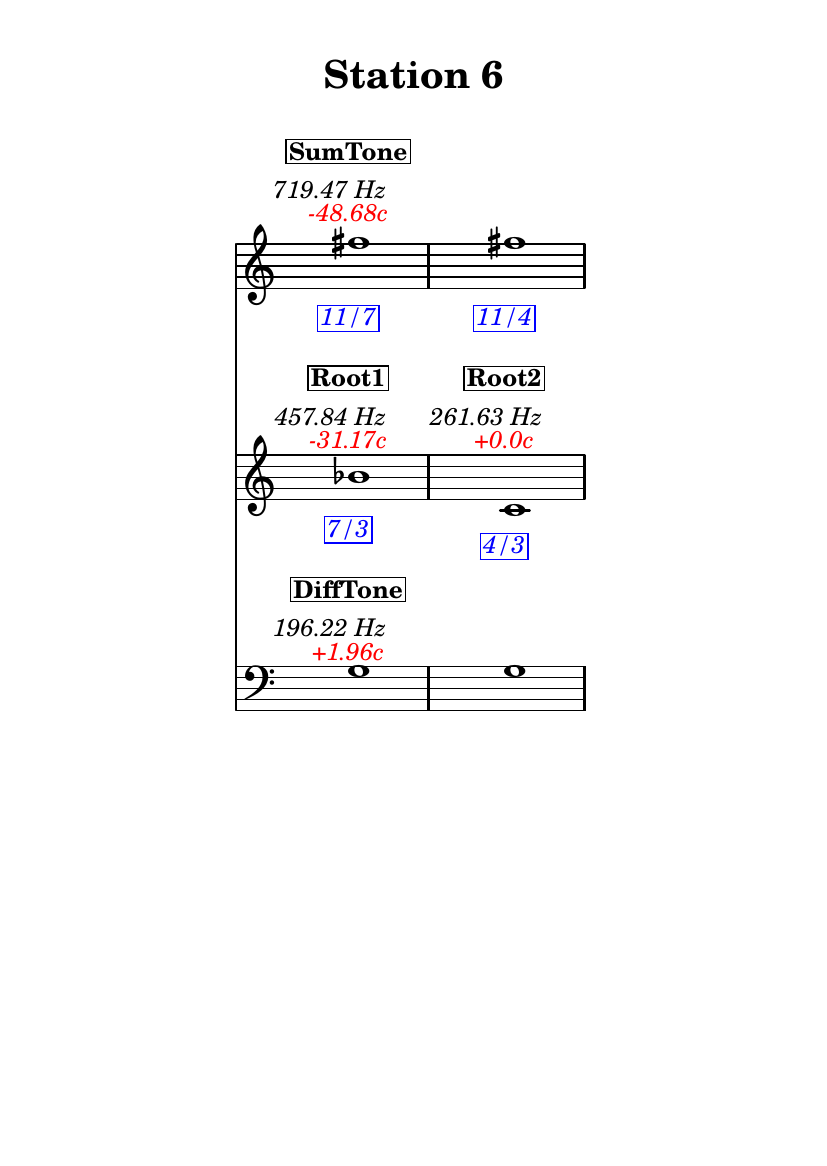 Station 6
SumTone
719.47 Hz
-48.68c
11/7 11/4
Root1 Root2
457.84 Hz 261.63 Hz
-31.17c +0.0c
7/3 4/3
DiffTone
196.22 Hz
+1.96c